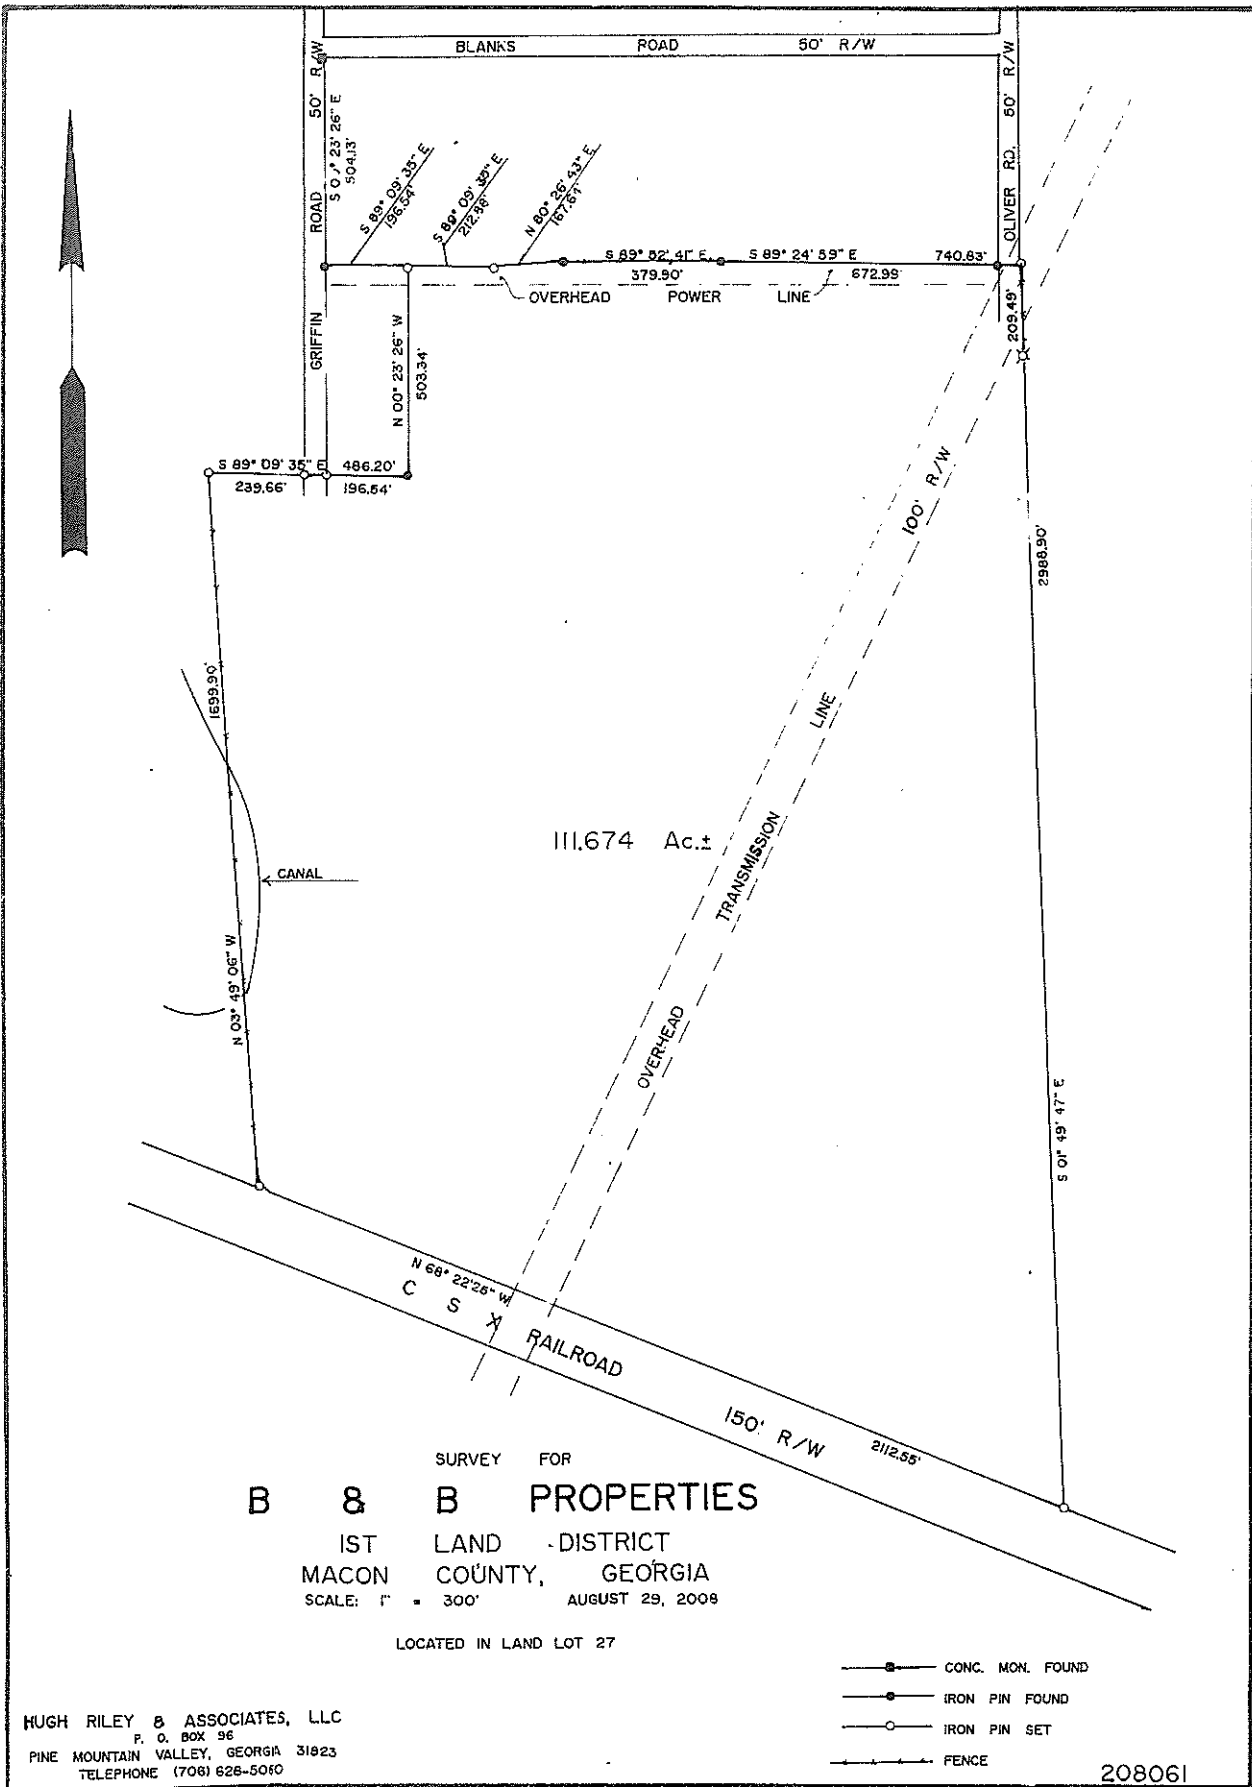 BLANKS ROAD 50' R/W
GRIFFIN ROAD 50' R/W
S 0 ° 23' 26" E
504.13'
OLIVER RD. 50' R/W
S 89° 09' 35" E
196.54'
S 89° 09' 35" E
212.88'
N 80° 26' 43" E
167.61'
S 89° 52' 41" E
379.90'
S 89° 24' 59" E
672.99'
740.83'
OVERHEAD POWER LINE
209.49'
N 00° 23' 26" W
503.34'
S 89° 09' 35" E 486.20'
239.66' 196.54'
100' R/W
2988.90'
1699.90'
OVERHEAD TRANSMISSION LINE
111.674 Ac.±
CANAL
N 03° 49' 06" W
S 01° 49' 47" E
N 68° 22' 25" W
C S X RAILROAD
150' R/W
2112.55'
SURVEY FOR
B & B PROPERTIES
1ST LAND DISTRICT
MACON COUNTY, GEORGIA
SCALE: 1" = 300' AUGUST 29, 2008
LOCATED IN LAND LOT 27
CONC. MON. FOUND
IRON PIN FOUND
IRON PIN SET
FENCE
HUGH RILEY & ASSOCIATES, LLC
P. O. BOX 96
PINE MOUNTAIN VALLEY, GEORGIA 31823
TELEPHONE (706) 628-5060
208061